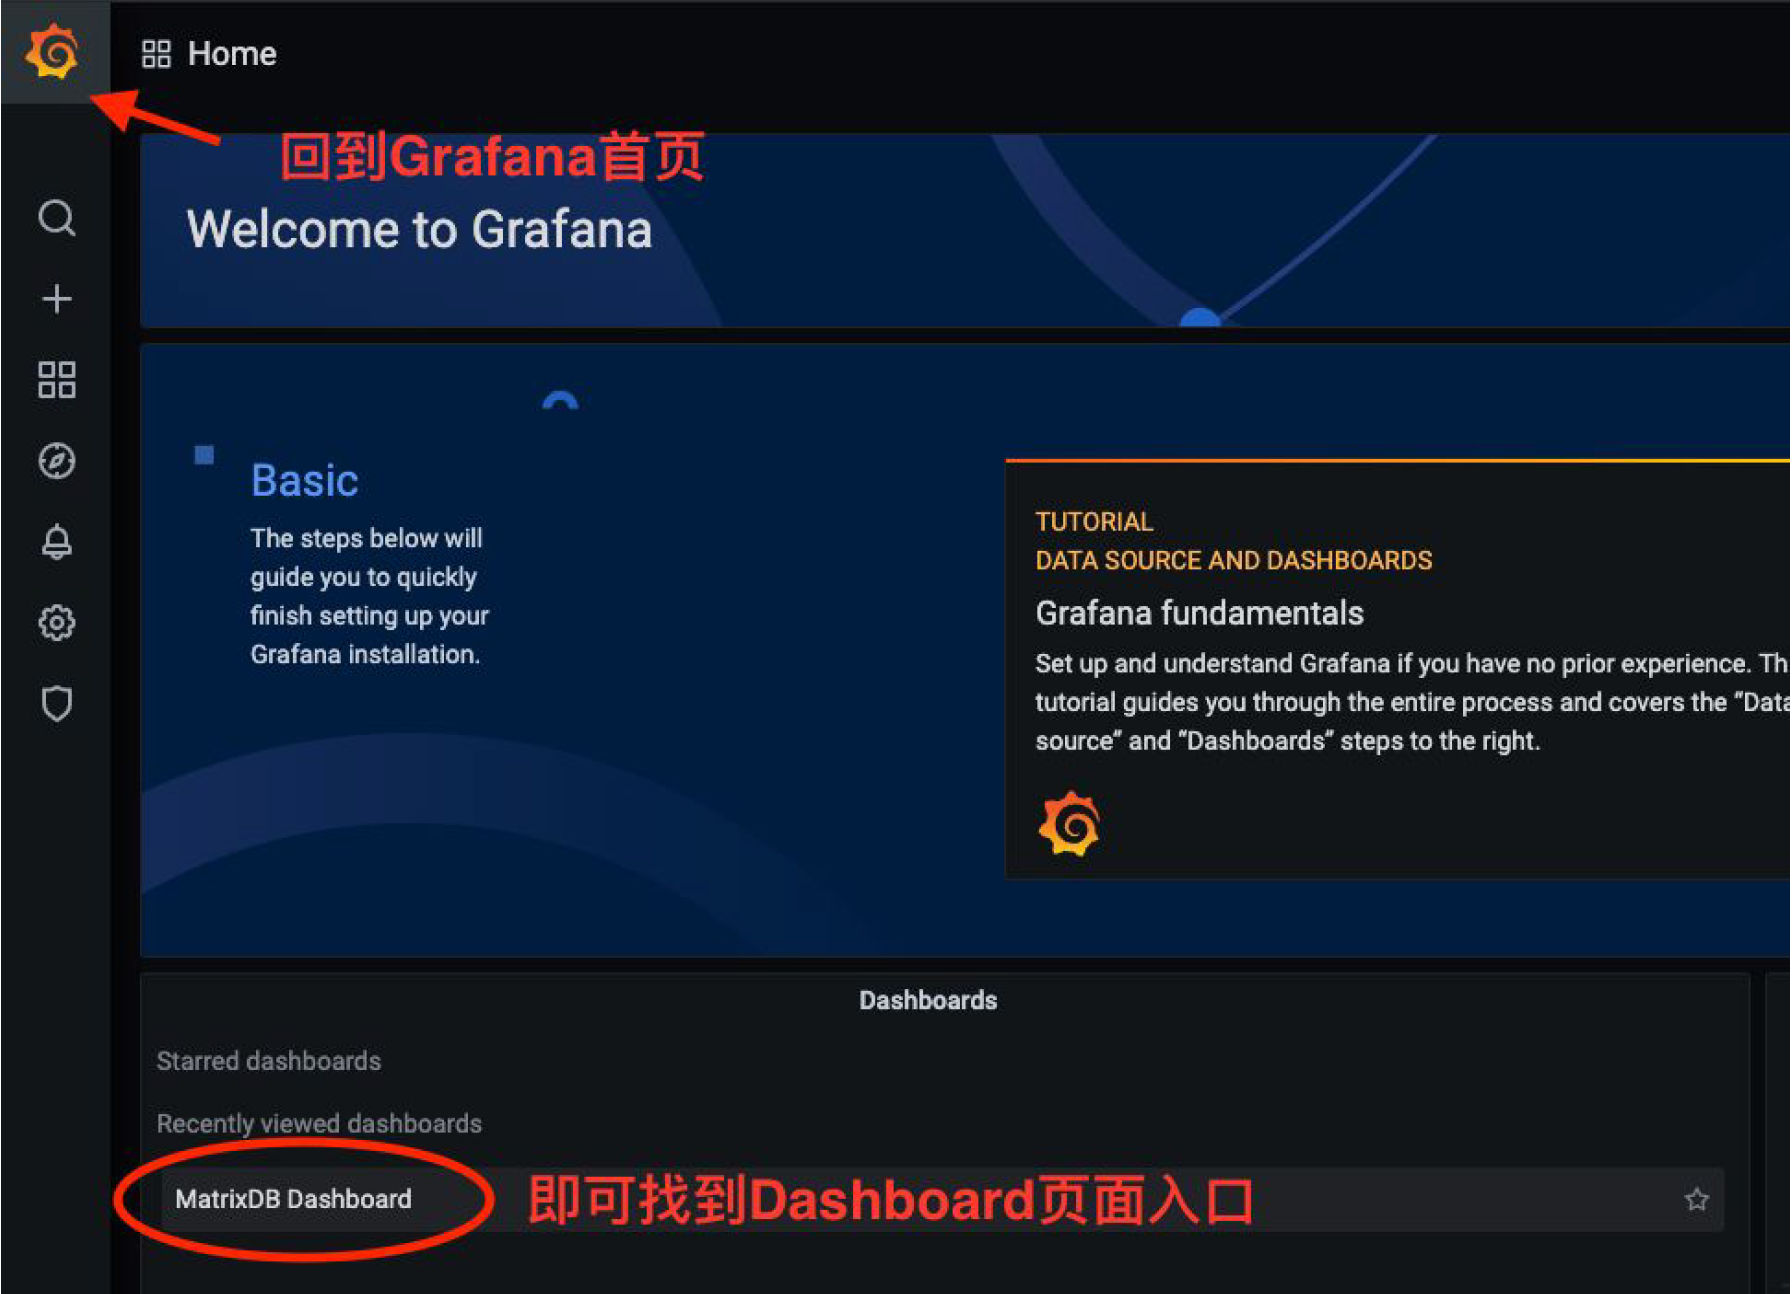 Home
回到Grafana首页
Welcome to Grafana
Basic
The steps below will
guide you to quickly
finish setting up your
Grafana installation.
TUTORIAL
DATA SOURCE AND DASHBOARDS
Grafana fundamentals
Set up and understand Grafana if you have no prior experience. Th
tutorial guides you through the entire process and covers the “Data
source” and “Dashboards” steps to the right.
Dashboards
Starred dashboards
Recently viewed dashboards
MatrixDB Dashboard
即可找到Dashboard页面入口